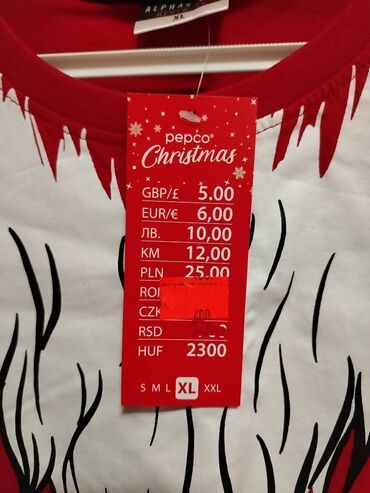 ALPHA
XL
pepco®
Christmas
GBP/£ 5.00
EUR/€ 6,00
ЛВ. 10,00
KM 12,00
PLN 25,00
CZK
RSD
HUF 2300
S M L XL XXL